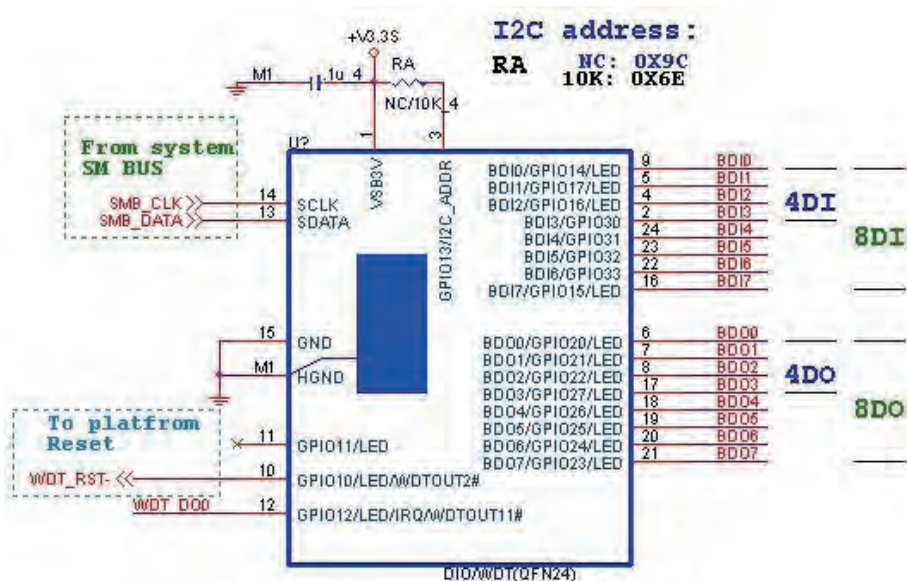 I2C address:
RA NC: 0X9C
10K: 0X6E
+V3.3S
M1 .1u_4 RA
NC/10K_4
From system
SM BUS
SMB_CLK 14 SCLK
SMB_DATA 13 SDATA
U?
1 VSB3V
3 GPIO13/I2C_ADDR
BDI0/GPIO14/LED 9 BDI0
BDI1/GPIO17/LED 5 BDI1
BDI2/GPIO16/LED 4 BDI2
BDI3/GPIO30 2 BDI3
BDI4/GPIO31 24 BDI4
BDI5/GPIO32 23 BDI5
BDI6/GPIO33 22 BDI6
BDI7/GPIO15/LED 16 BDI7
4DI
8DI
15 GND
M1 HGND
BDO0/GPIO20/LED 6 BDO0
BDO1/GPIO21/LED 7 BDO1
BDO2/GPIO22/LED 8 BDO2
BDO3/GPIO27/LED 17 BDO3
BDO4/GPIO26/LED 18 BDO4
BDO5/GPIO25/LED 19 BDO5
BDO6/GPIO24/LED 20 BDO6
BDO7/GPIO23/LED 21 BDO7
4DO
8DO
To platfrom
Reset
11 GPIO11/LED
WDT_RST- 10 GPIO10/LED/WDTOUT2#
WDT_DO0 12 GPIO12/LED/IRQ/WDTOUT11#
DIO/WDT(QFN24)